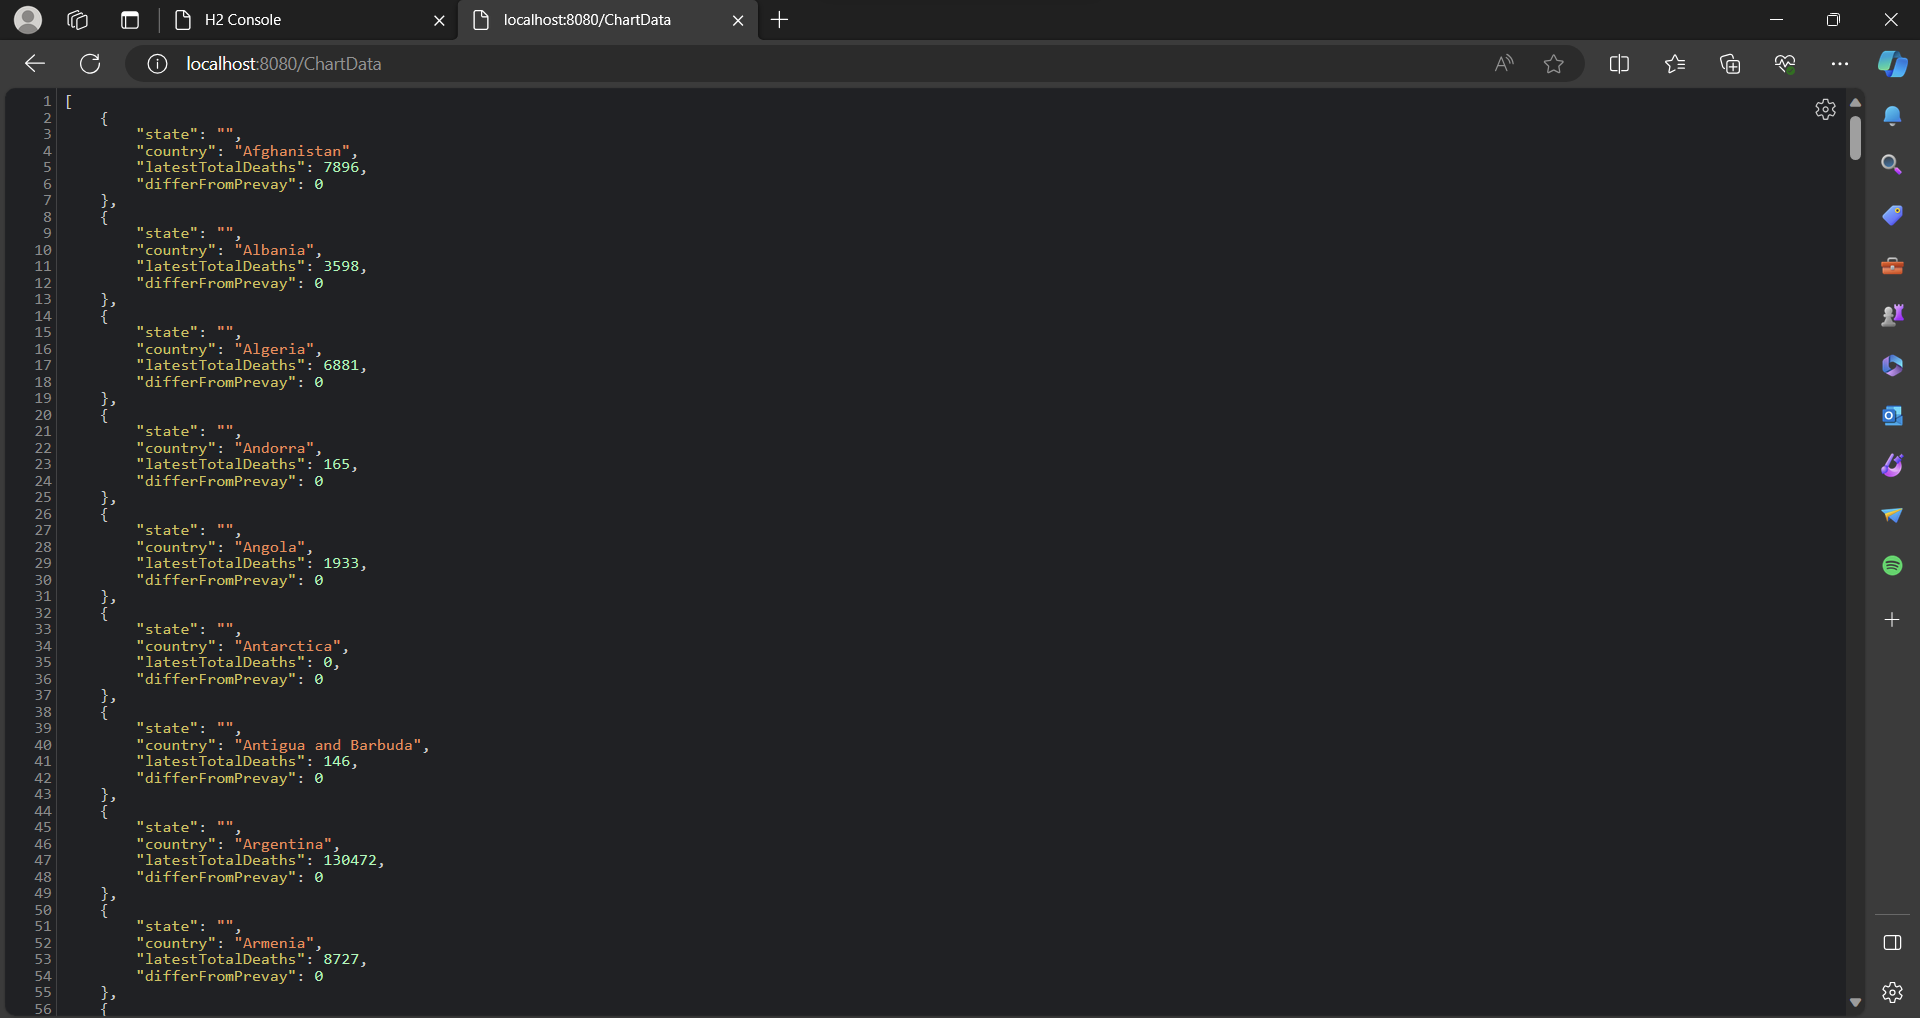 H2 Console
localhost:8080/ChartData
localhost:8080/ChartData
1 [
2 {
3 "state": "",
4 "country": "Afghanistan",
5 "latestTotalDeaths": 7896,
6 "differFromPrevay": 0
7 },
8 {
9 "state": "",
10 "country": "Albania",
11 "latestTotalDeaths": 3598,
12 "differFromPrevay": 0
13 },
14 {
15 "state": "",
16 "country": "Algeria",
17 "latestTotalDeaths": 6881,
18 "differFromPrevay": 0
19 },
20 {
21 "state": "",
22 "country": "Andorra",
23 "latestTotalDeaths": 165,
24 "differFromPrevay": 0
25 },
26 {
27 "state": "",
28 "country": "Angola",
29 "latestTotalDeaths": 1933,
30 "differFromPrevay": 0
31 },
32 {
33 "state": "",
34 "country": "Antarctica",
35 "latestTotalDeaths": 0,
36 "differFromPrevay": 0
37 },
38 {
39 "state": "",
40 "country": "Antigua and Barbuda",
41 "latestTotalDeaths": 146,
42 "differFromPrevay": 0
43 },
44 {
45 "state": "",
46 "country": "Argentina",
47 "latestTotalDeaths": 130472,
48 "differFromPrevay": 0
49 },
50 {
51 "state": "",
52 "country": "Armenia",
53 "latestTotalDeaths": 8727,
54 "differFromPrevay": 0
55 },
56 {